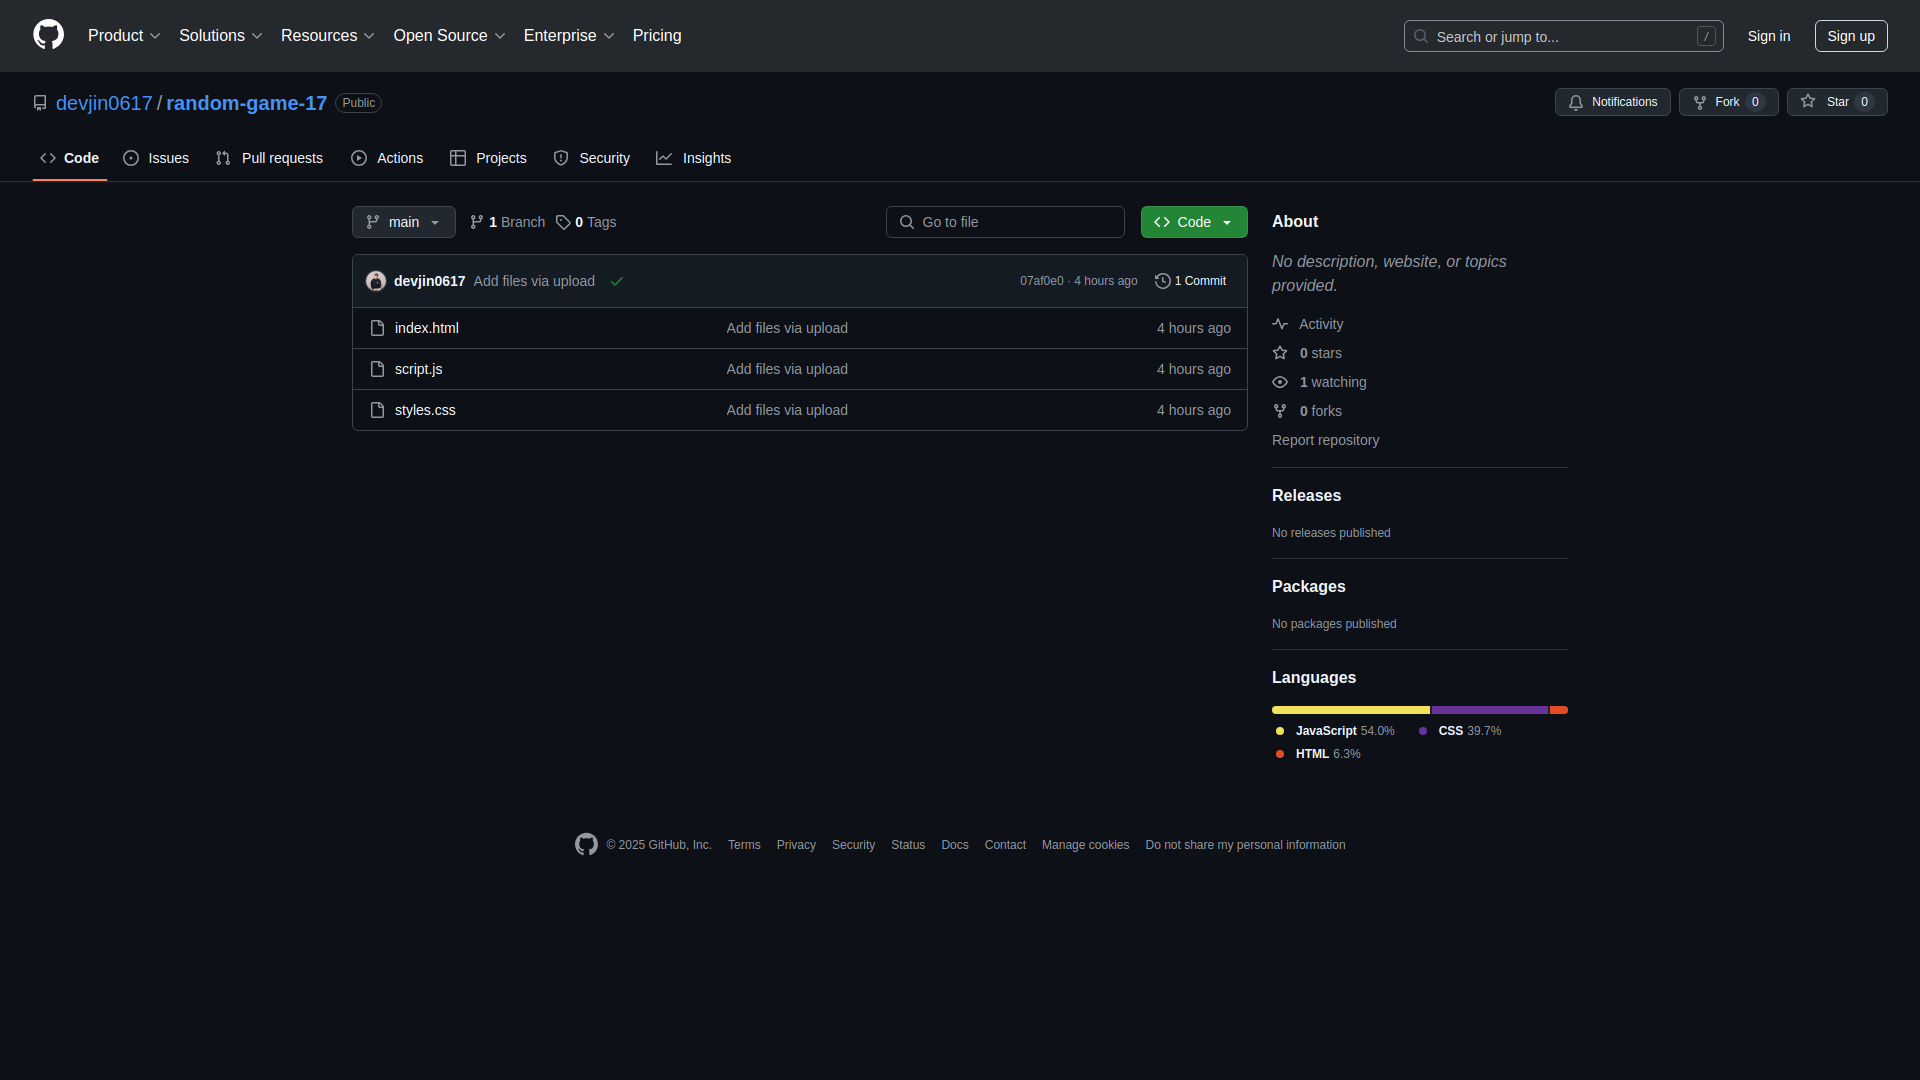 Product Solutions Resources Open Source Enterprise Pricing Search or jump to... / Sign in Sign up
devjin0617 / random-game-17 Public Notifications Fork 0 Star 0
Code Issues Pull requests Actions Projects Security Insights
main 1 Branch 0 Tags Go to file Code
devjin0617 Add files via upload 07af0e0 · 4 hours ago 1 Commit
index.html Add files via upload 4 hours ago
script.js Add files via upload 4 hours ago
styles.css Add files via upload 4 hours ago
About
No description, website, or topics
provided.
Activity
0 stars
1 watching
0 forks
Report repository
Releases
No releases published
Packages
No packages published
Languages
JavaScript 54.0% CSS 39.7%
HTML 6.3%
© 2025 GitHub, Inc. Terms Privacy Security Status Docs Contact Manage cookies Do not share my personal information